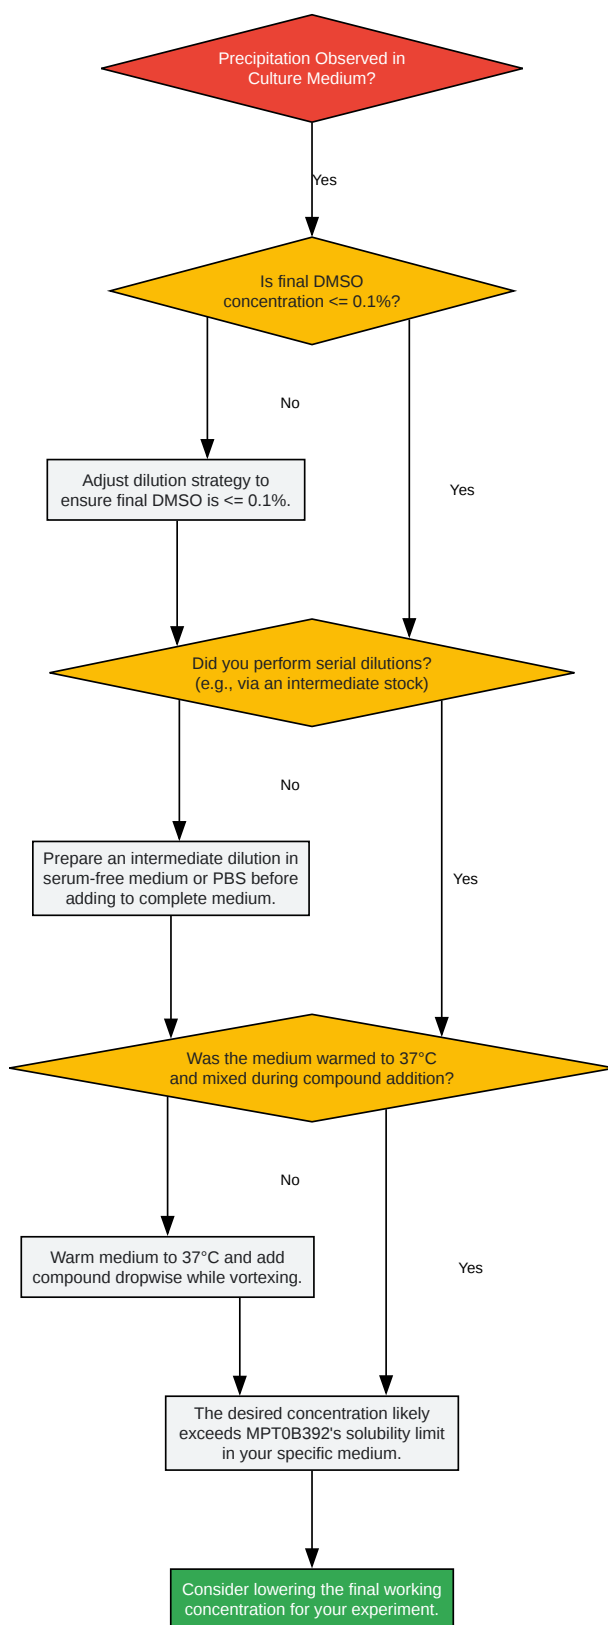 Precipitation Observed in
Culture Medium?
Yes
Is final DMSO
concentration <= 0.1%?
No
Adjust dilution strategy to
ensure final DMSO is <= 0.1%.
Yes
Did you perform serial dilutions?
(e.g., via an intermediate stock)
No
Prepare an intermediate dilution in
serum-free medium or PBS before
adding to complete medium.
Yes
Was the medium warmed to 37°C
and mixed during compound addition?
No
Warm medium to 37°C and add
compound dropwise while vortexing.
Yes
The desired concentration likely
exceeds MPT0B392's solubility limit
in your specific medium.
Consider lowering the final working
concentration for your experiment.